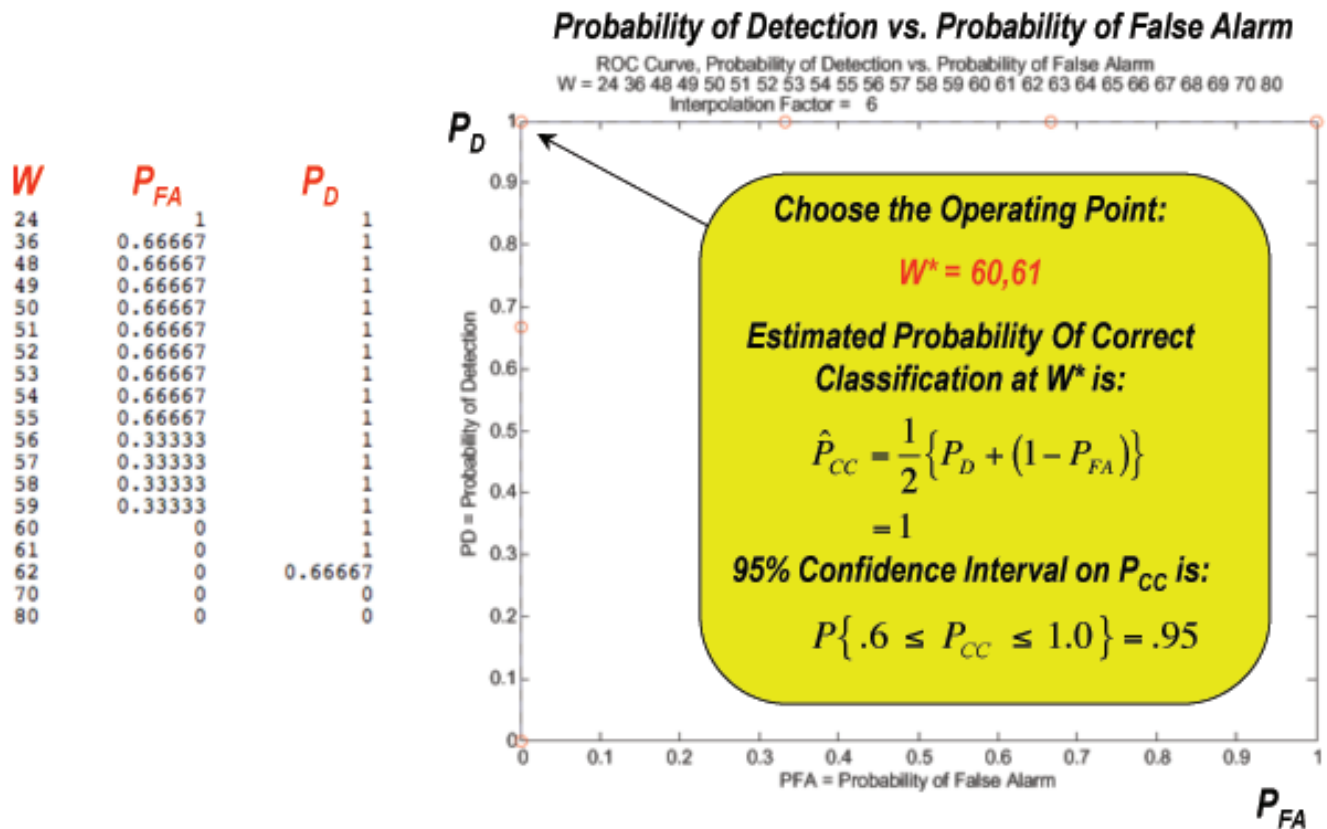 Probability of Detection vs. Probability of False Alarm
ROC Curve, Probability of Detection vs. Probability of False Alarm
W = 24 36 48 49 50 51 52 53 54 55 56 57 58 59 60 61 62 63 64 65 66 67 68 69 70 80
Interpolation Factor = 6
W P_FA P_D
24 1 1
36 0.66667 1
48 0.66667 1
49 0.66667 1
50 0.66667 1
51 0.66667 1
52 0.66667 1
53 0.66667 1
54 0.66667 1
55 0.66667 1
56 0.33333 1
57 0.33333 1
58 0.33333 1
59 0.33333 1
60 0 1
61 0 1
62 0 0.66667
70 0 0
80 0 0
P_D
1
0.9
0.8
0.7
0.6
0.5
0.4
0.3
0.2
0.1
0
PD = Probability of Detection
Choose the Operating Point:
W* = 60,61
Estimated Probability Of Correct
Classification at W* is:
P̂_CC = 1/2 {P_D + (1 − P_FA)}
= 1
95% Confidence Interval on P_CC is:
P{ .6 ≤ P_CC ≤ 1.0 } = .95
0 0.1 0.2 0.3 0.4 0.5 0.6 0.7 0.8 0.9 1
PFA = Probability of False Alarm
P_FA